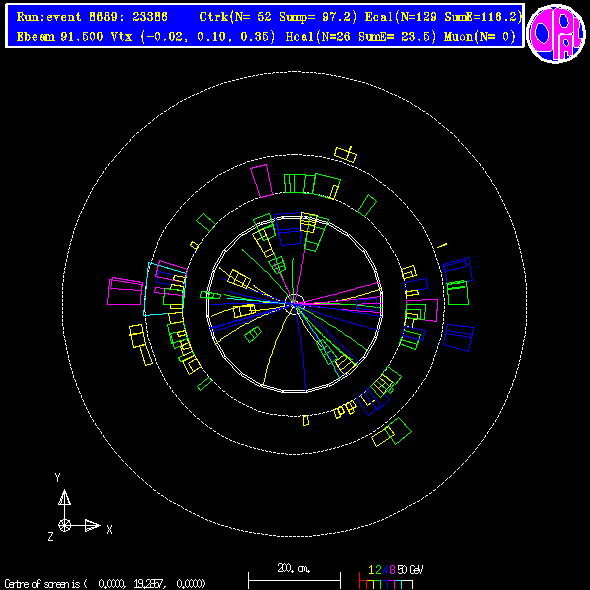 Run:event 8689: 23386 Ctrk(N= 52 Sump= 97.2) Ecal(N=129 SumE=116.2)
Ebeam 91.500 Vtx (-0.02, 0.10, 0.35) Hcal(N=26 SumE= 23.5) Muon(N= 0)
OPAL
Y
X
Z
200. cm.
1 2 4 8 50 GeV
Centre of screen is ( 0.0000, 19.2857, 0.0000)